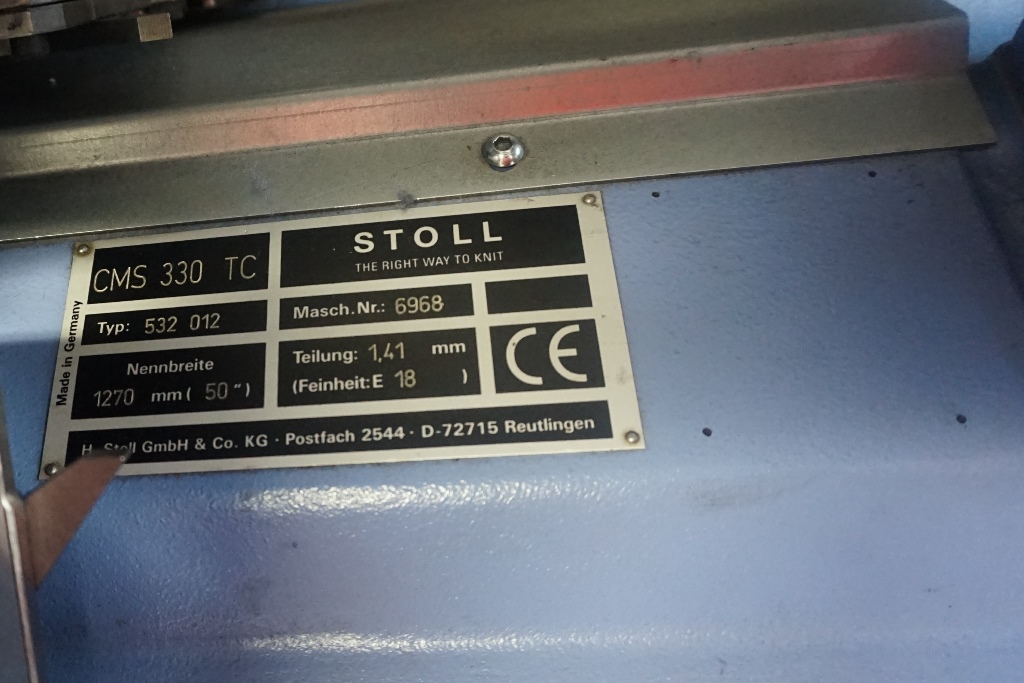 CMS 330 TC
STOLL
THE RIGHT WAY TO KNIT
Typ: 532 012
Masch.Nr.: 6968
Nennbreite
1270 mm ( 50 " )
Teilung: 1,41 mm
(Feinheit: E 18 )
CE
H. Stoll GmbH & Co. KG · Postfach 2544 · D-72715 Reutlingen
Made in Germany